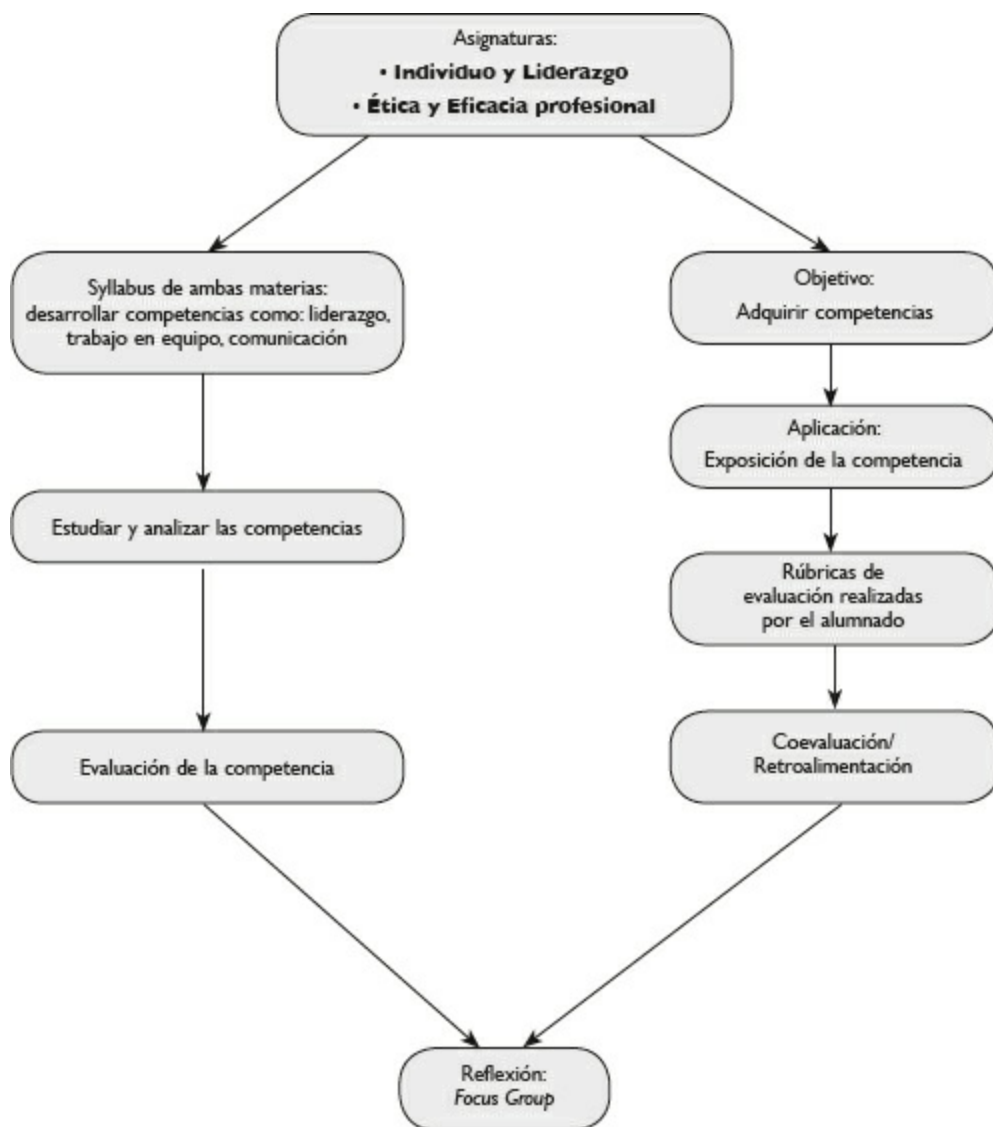 Asignaturas:
• Individuo y Liderazgo
• Ética y Eficacia profesional
Syllabus de ambas materias:
desarrollar competencias como: liderazgo,
trabajo en equipo, comunicación
Estudiar y analizar las competencias
Evaluación de la competencia
Objetivo:
Adquirir competencias
Aplicación:
Exposición de la competencia
Rúbricas de
evaluación realizadas
por el alumnado
Coevaluación/
Retroalimentación
Reflexión:
Focus Group